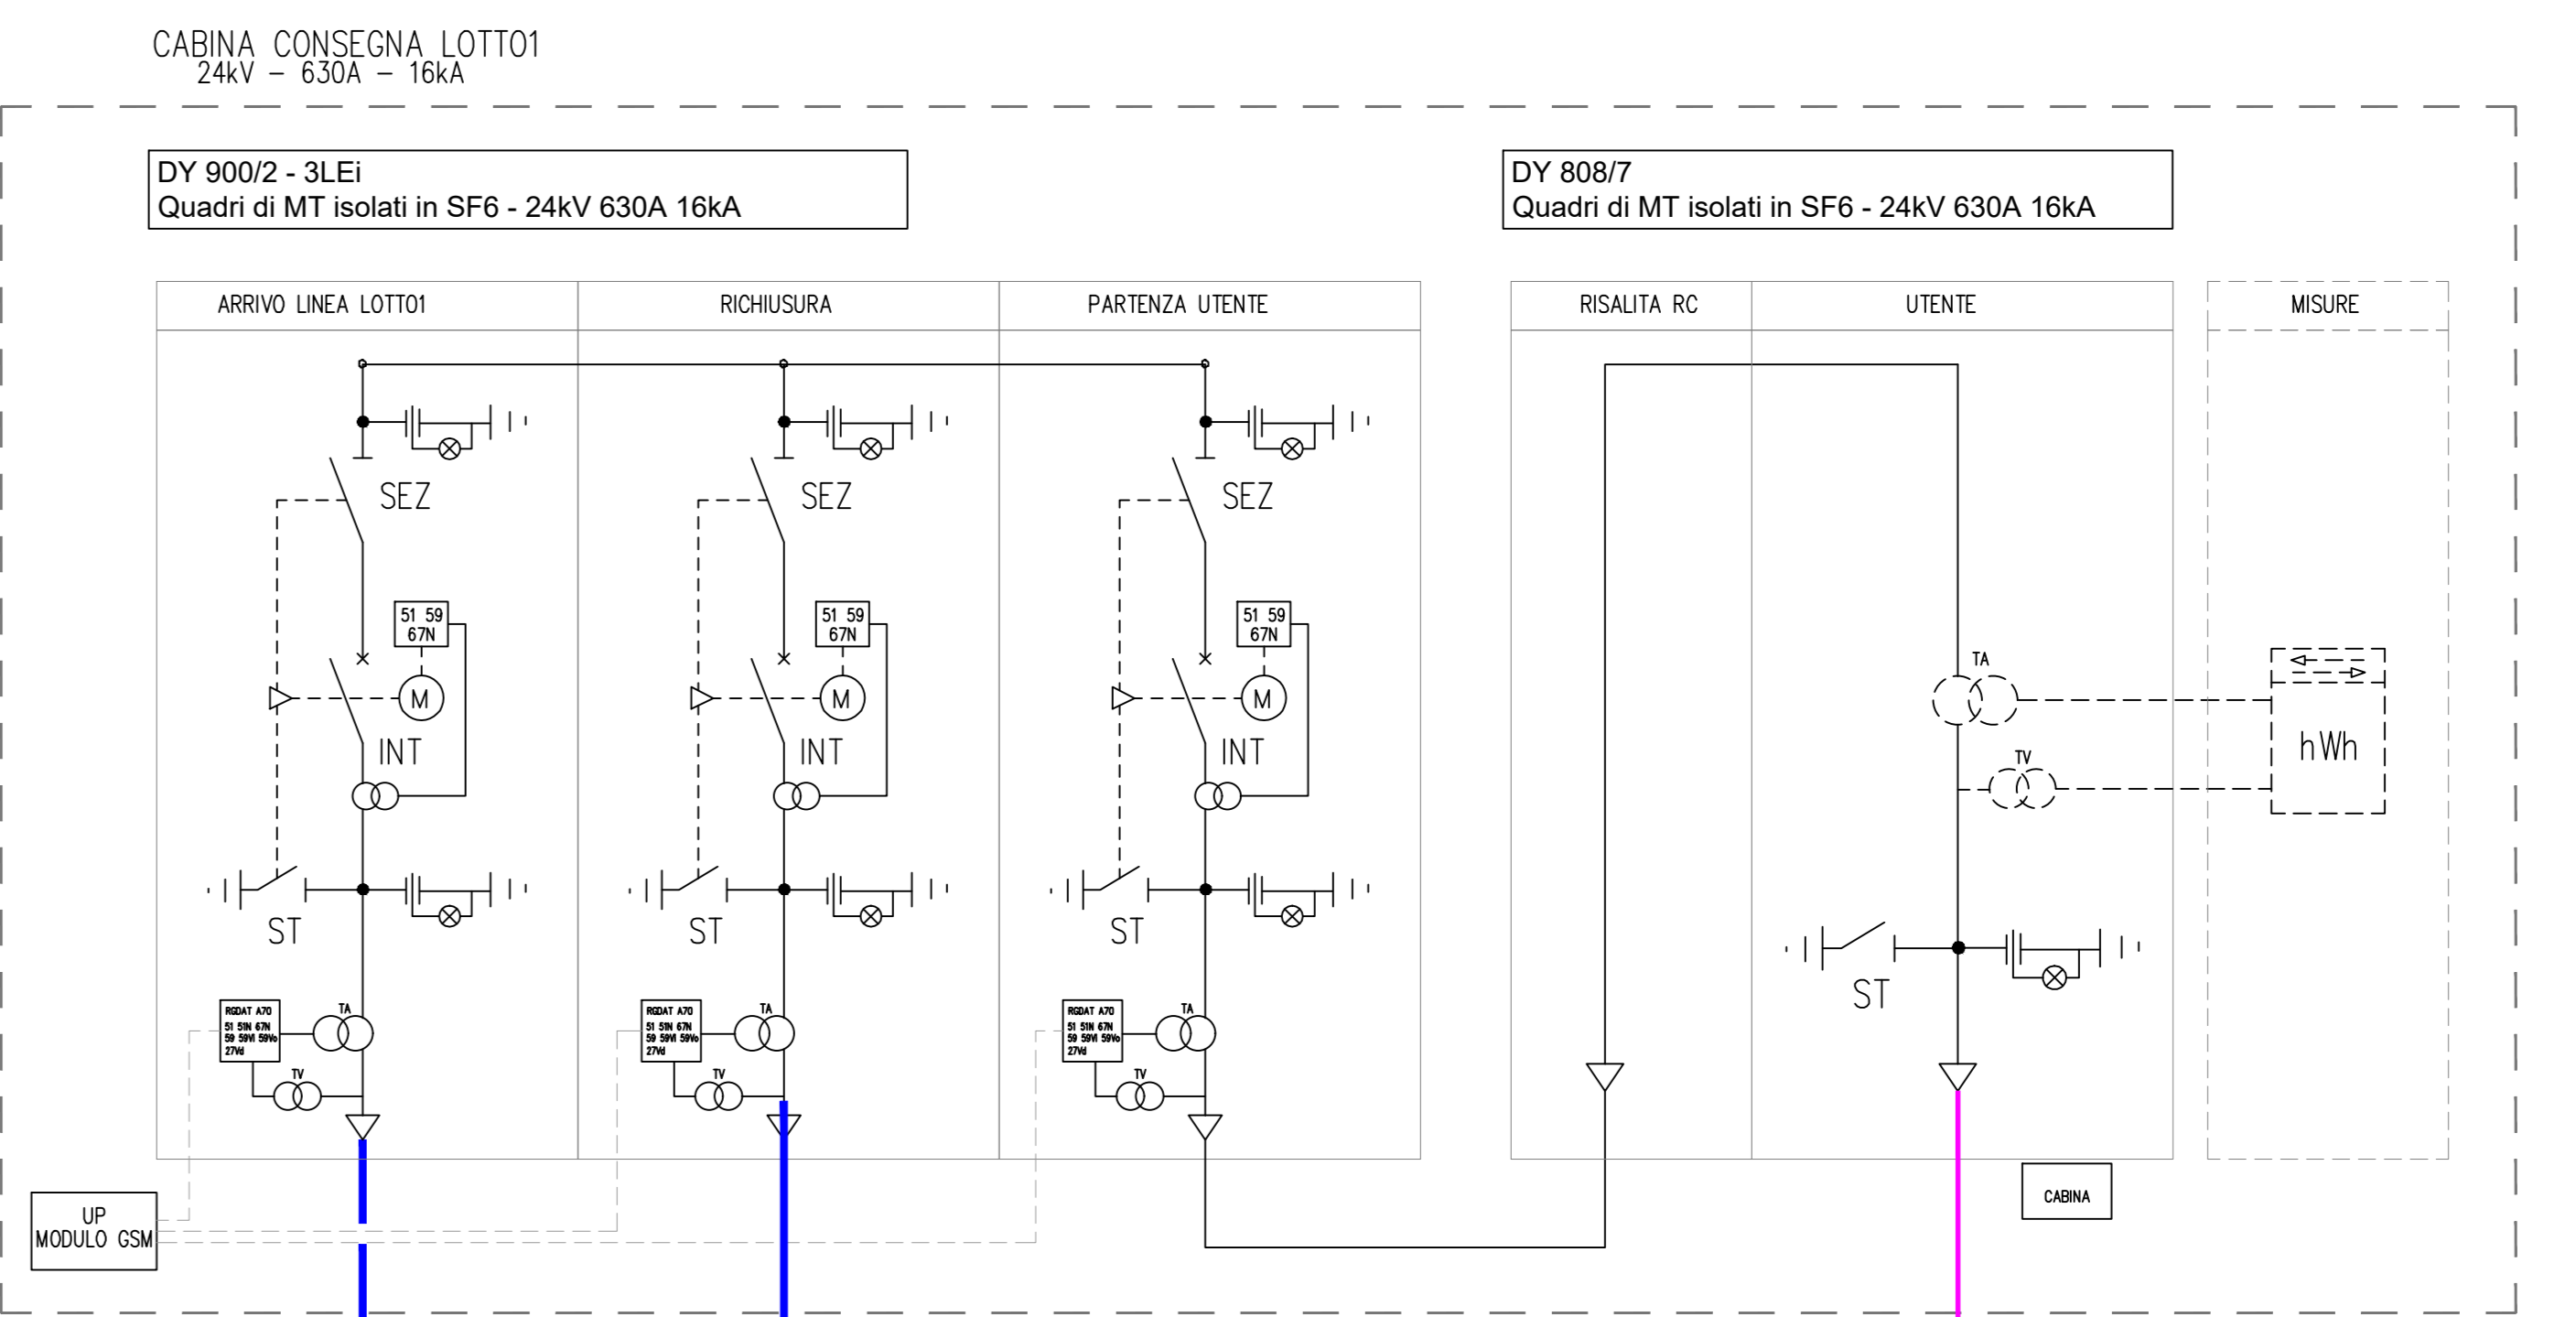 CABINA CONSEGNA LOTTO1
24kV – 630A – 16kA
DY 900/2 - 3LEi
Quadri di MT isolati in SF6 - 24kV 630A 16kA
DY 808/7
Quadri di MT isolati in SF6 - 24kV 630A 16kA
ARRIVO LINEA LOTTO1
RICHIUSURA
PARTENZA UTENTE
RISALITA RC
UTENTE
MISURE
SEZ
SEZ
SEZ
51 59
67N
51 59
67N
51 59
67N
M
M
M
INT
INT
INT
TA
TV
hWh
ST
ST
ST
ST
RGDAT A70
51 51N 67N
59 59Vi 59Vo
27Vd
TA
TV
RGDAT A70
51 51N 67N
59 59Vi 59Vo
27Vd
TA
TV
RGDAT A70
51 51N 67N
59 59Vi 59Vo
27Vd
TA
TV
UP
MODULO GSM
CABINA